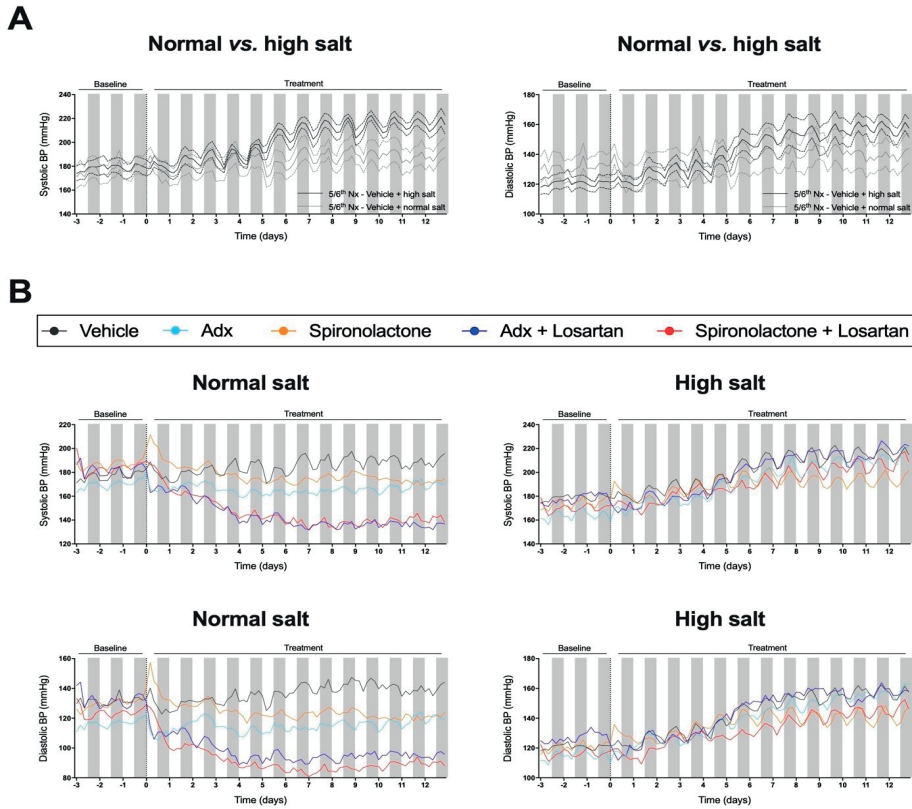 A
Normal vs. high salt
Baseline
Treatment
Systolic BP (mmHg)
240
220
200
180
160
140
5/6th Nx - Vehicle + high salt
5/6th Nx - Vehicle + normal salt
-3 -2 -1 0 1 2 3 4 5 6 7 8 9 10 11 12
Time (days)
Normal vs. high salt
Baseline
Treatment
Diastolic BP (mmHg)
180
160
140
120
100
5/6th Nx - Vehicle + high salt
5/6th Nx - Vehicle + normal salt
-3 -2 -1 0 1 2 3 4 5 6 7 8 9 10 11 12
Time (days)
B
Vehicle Adx Spironolactone Adx + Losartan Spironolactone + Losartan
Normal salt
Baseline
Treatment
Systolic BP (mmHg)
220
200
180
160
140
120
-3 -2 -1 0 1 2 3 4 5 6 7 8 9 10 11 12
Time (days)
High salt
Baseline
Treatment
Systolic BP (mmHg)
240
220
200
180
160
140
-3 -2 -1 0 1 2 3 4 5 6 7 8 9 10 11 12
Time (days)
Normal salt
Baseline
Treatment
Diastolic BP (mmHg)
160
140
120
100
80
-3 -2 -1 0 1 2 3 4 5 6 7 8 9 10 11 12
Time (days)
High salt
Baseline
Treatment
Diastolic BP (mmHg)
180
160
140
120
100
-3 -2 -1 0 1 2 3 4 5 6 7 8 9 10 11 12
Time (days)